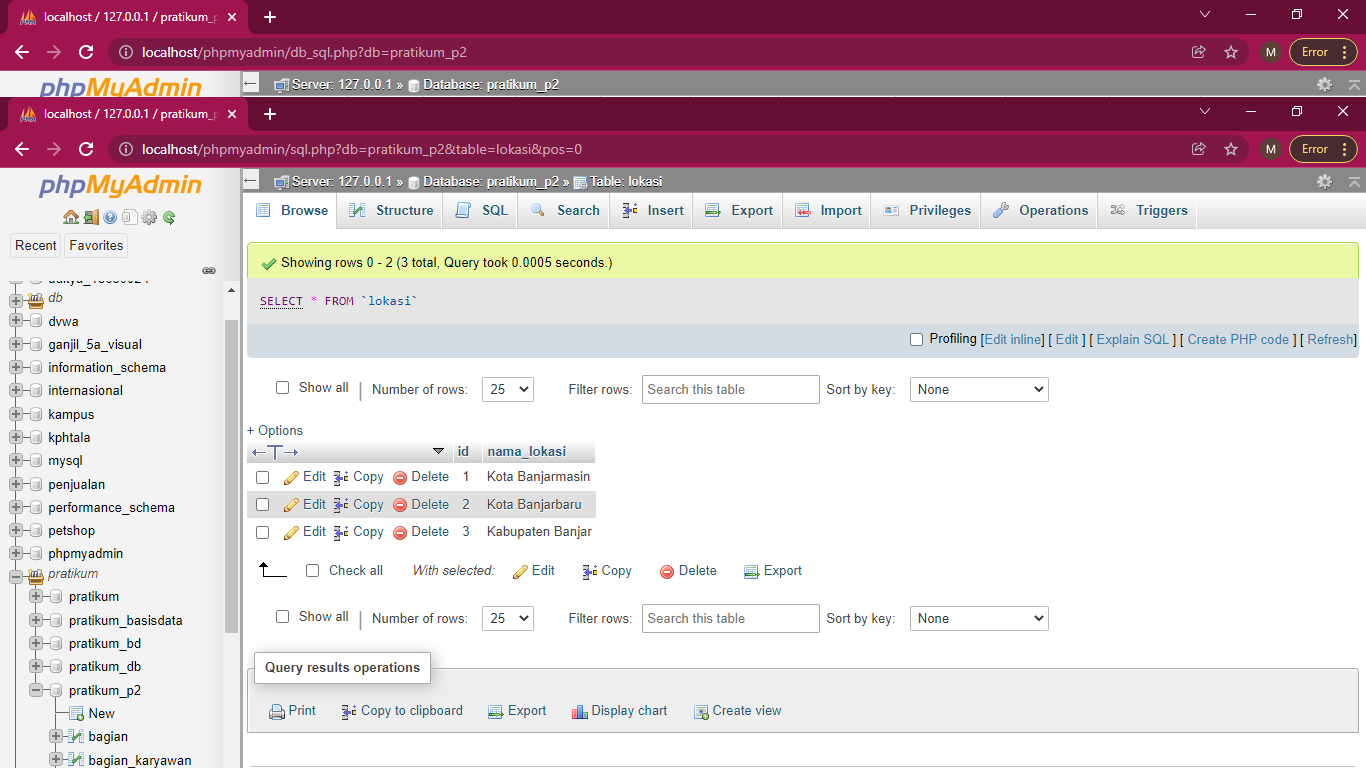 localhost / 127.0.0.1 / pratikum_p
localhost/phpmyadmin/db_sql.php?db=pratikum_p2
M
Error
phpMyAdmin
Server: 127.0.0.1 » Database: pratikum_p2
localhost / 127.0.0.1 / pratikum_p
localhost/phpmyadmin/sql.php?db=pratikum_p2&table=lokasi&pos=0
M
Error
phpMyAdmin
Server: 127.0.0.1 » Database: pratikum_p2 » Table: lokasi
Browse Structure SQL Search Insert Export Import Privileges Operations Triggers
Recent Favorites
db
dvwa
ganjil_5a_visual
information_schema
internasional
kampus
kphtala
mysql
penjualan
performance_schema
petshop
phpmyadmin
pratikum
pratikum
pratikum_basisdata
pratikum_bd
pratikum_db
pratikum_p2
New
bagian
bagian_karyawan
Showing rows 0 - 2 (3 total, Query took 0.0005 seconds.)
SELECT * FROM `lokasi`
Profiling [Edit inline] [ Edit ] [ Explain SQL ] [ Create PHP code ] [ Refresh]
Show all | Number of rows: 25 Filter rows: Search this table Sort by key: None
+ Options
←T→ id nama_lokasi
Edit Copy Delete 1 Kota Banjarmasin
Edit Copy Delete 2 Kota Banjarbaru
Edit Copy Delete 3 Kabupaten Banjar
Check all With selected: Edit Copy Delete Export
Show all | Number of rows: 25 Filter rows: Search this table Sort by key: None
Query results operations
Print Copy to clipboard Export Display chart Create view